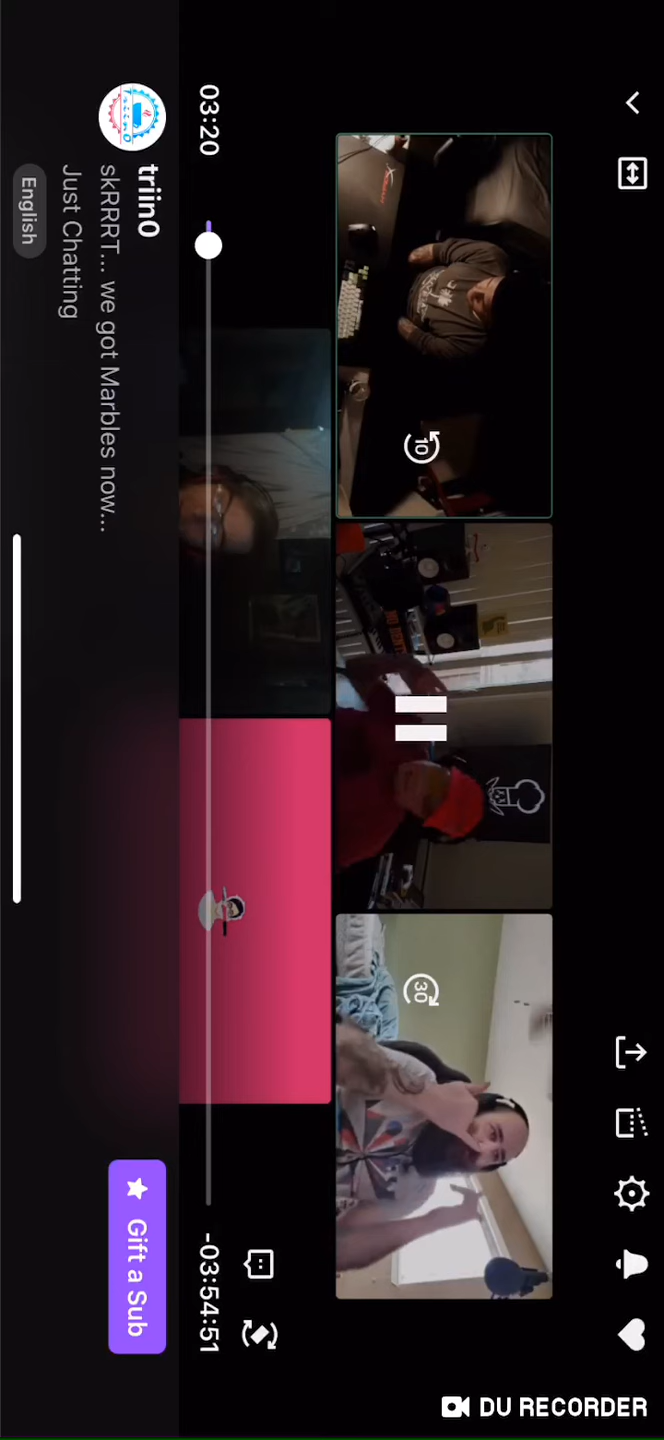 10
30
03:20
-03:54:51
triin0
skRRRT... we got Marbles now...
Just Chatting
English
Gift a Sub
DU RECORDER